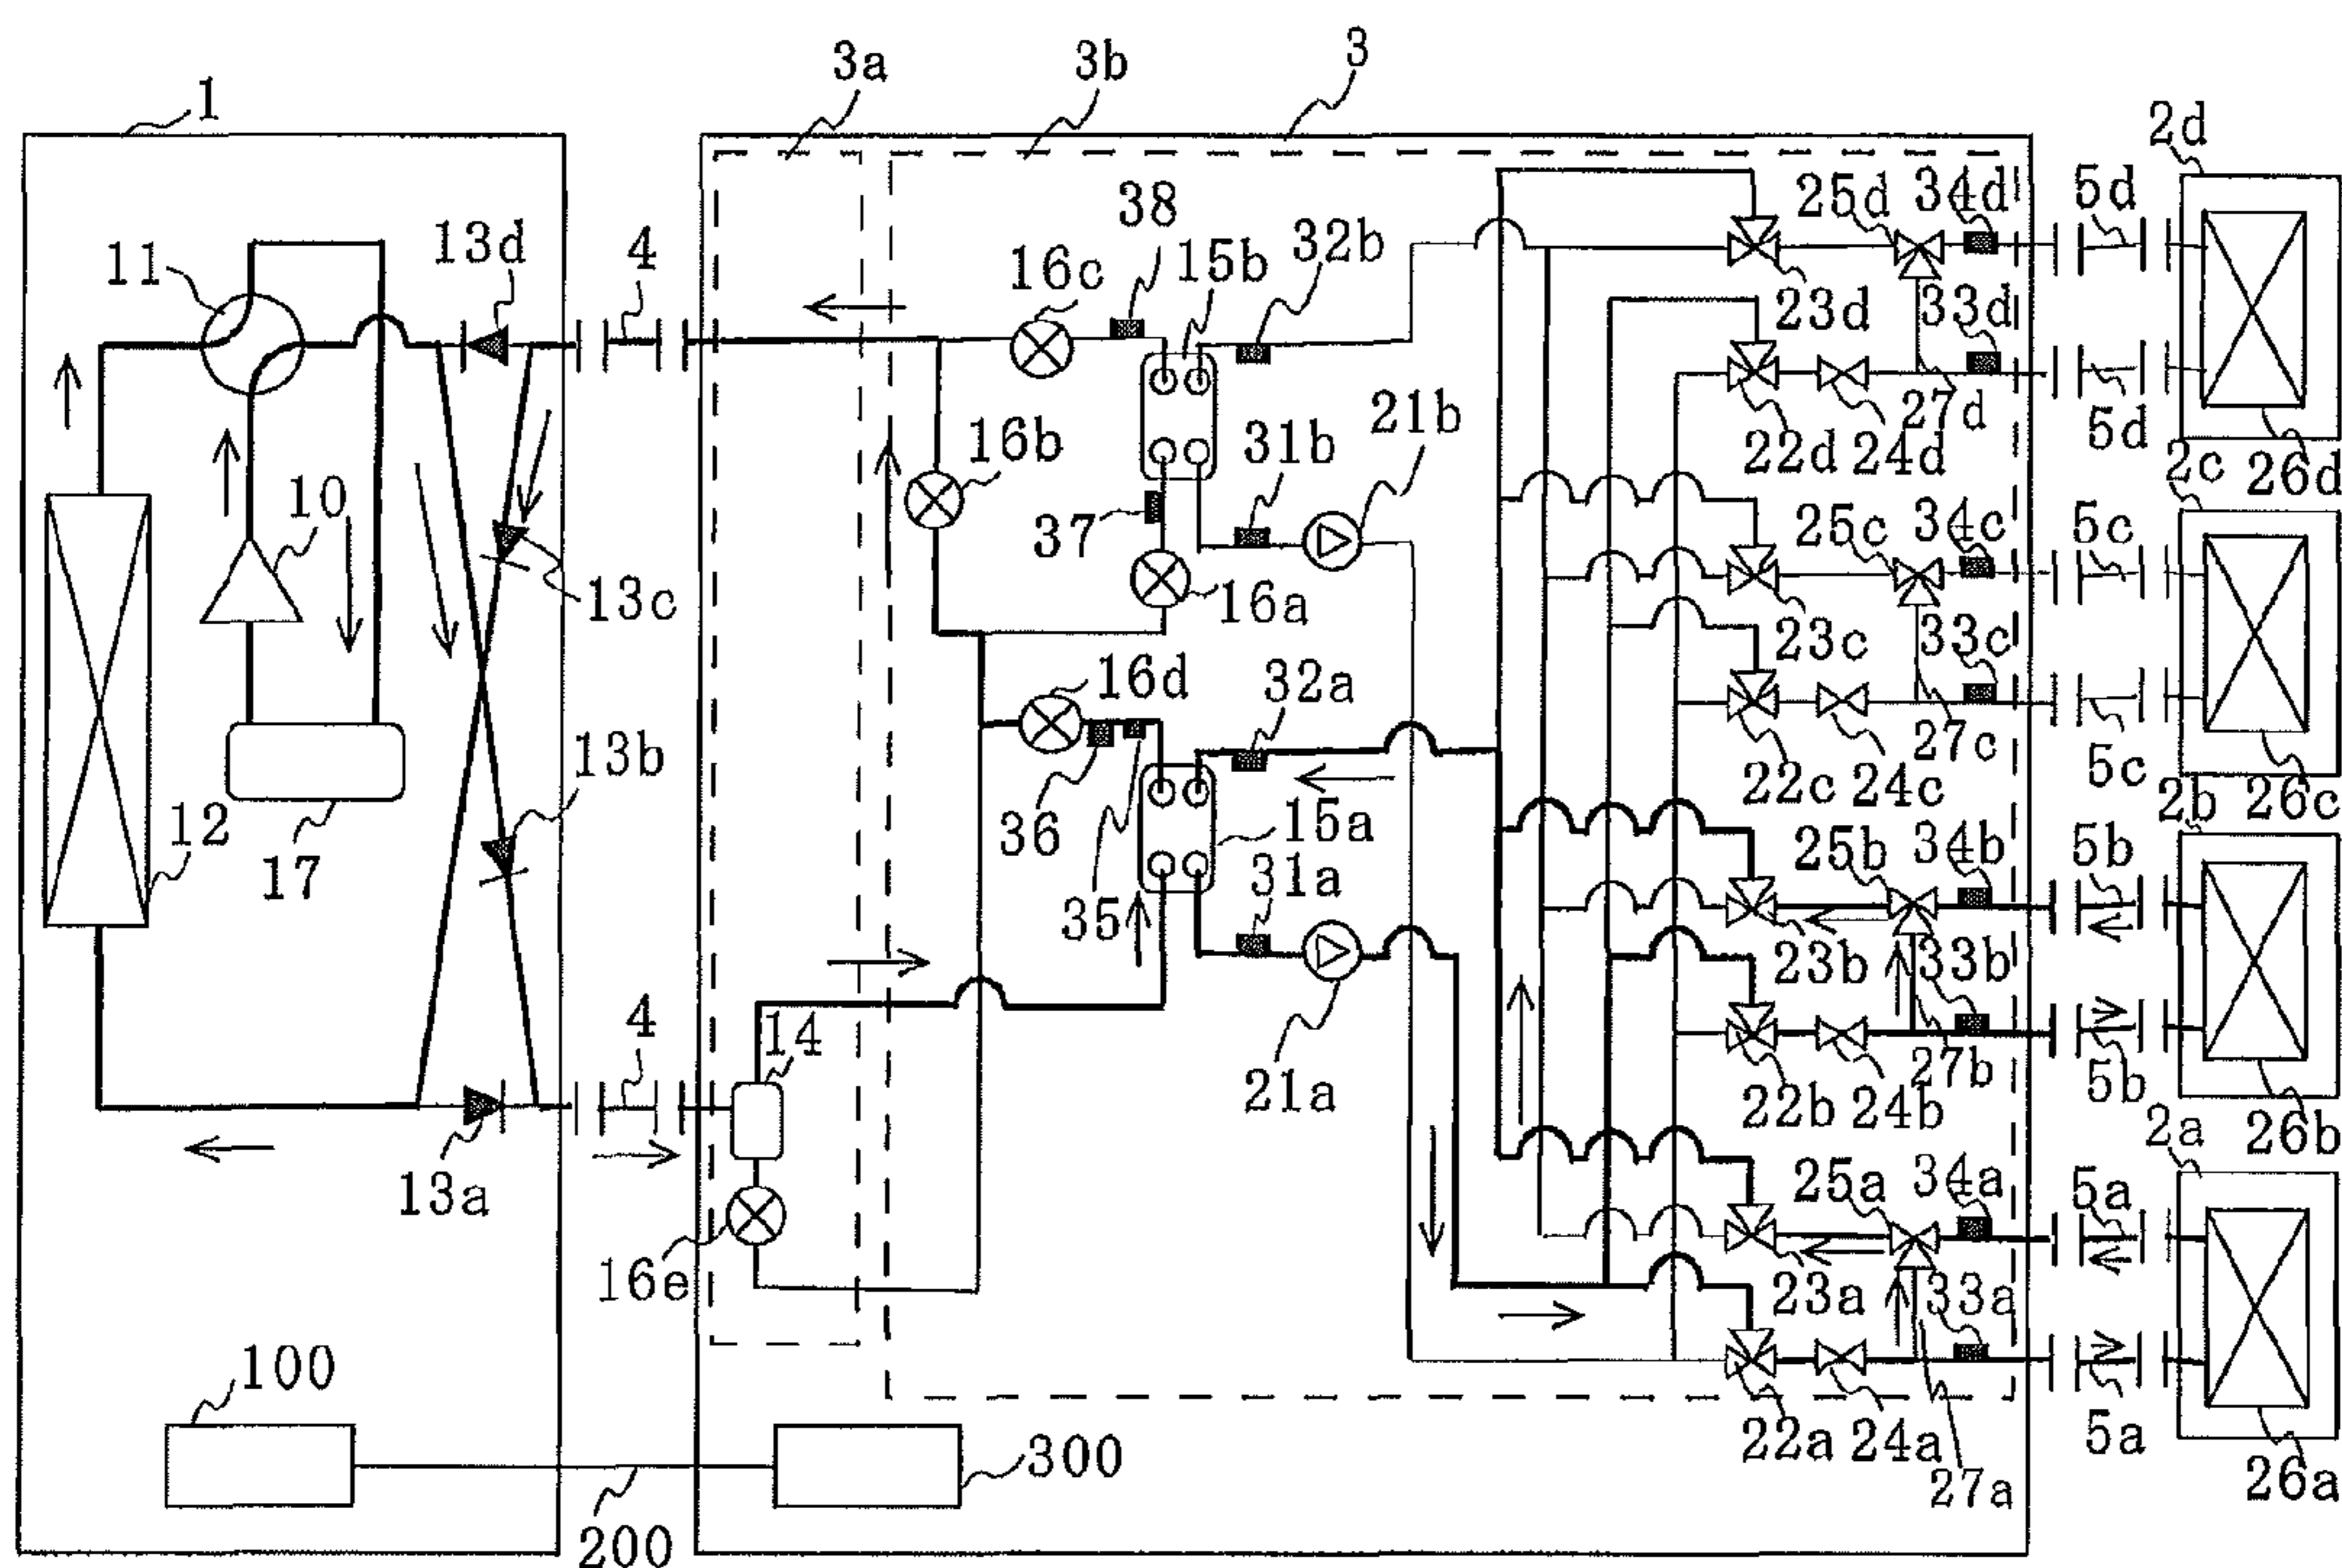 3a 3b 3
1 2d
38 25d 34d 5d
11 13d 4 16c 15b 32b
23d 33d
16b 31b 21b 22d 24d 27d 5d 2c 26d
10 37 25c 34c 5c
13c 16a 23c 33c
16d 32a
13b 27c
12 17 36 15a 22c 24c 5c 2b 26c
35 31a 25b 34b 5b
23b 33b
4 14 21a 22b 24b 27b 5b 2a 26b
13a 25a 34a 5a
16e 23a 33a
100 300 22a 24a 27a 5a 26a
200